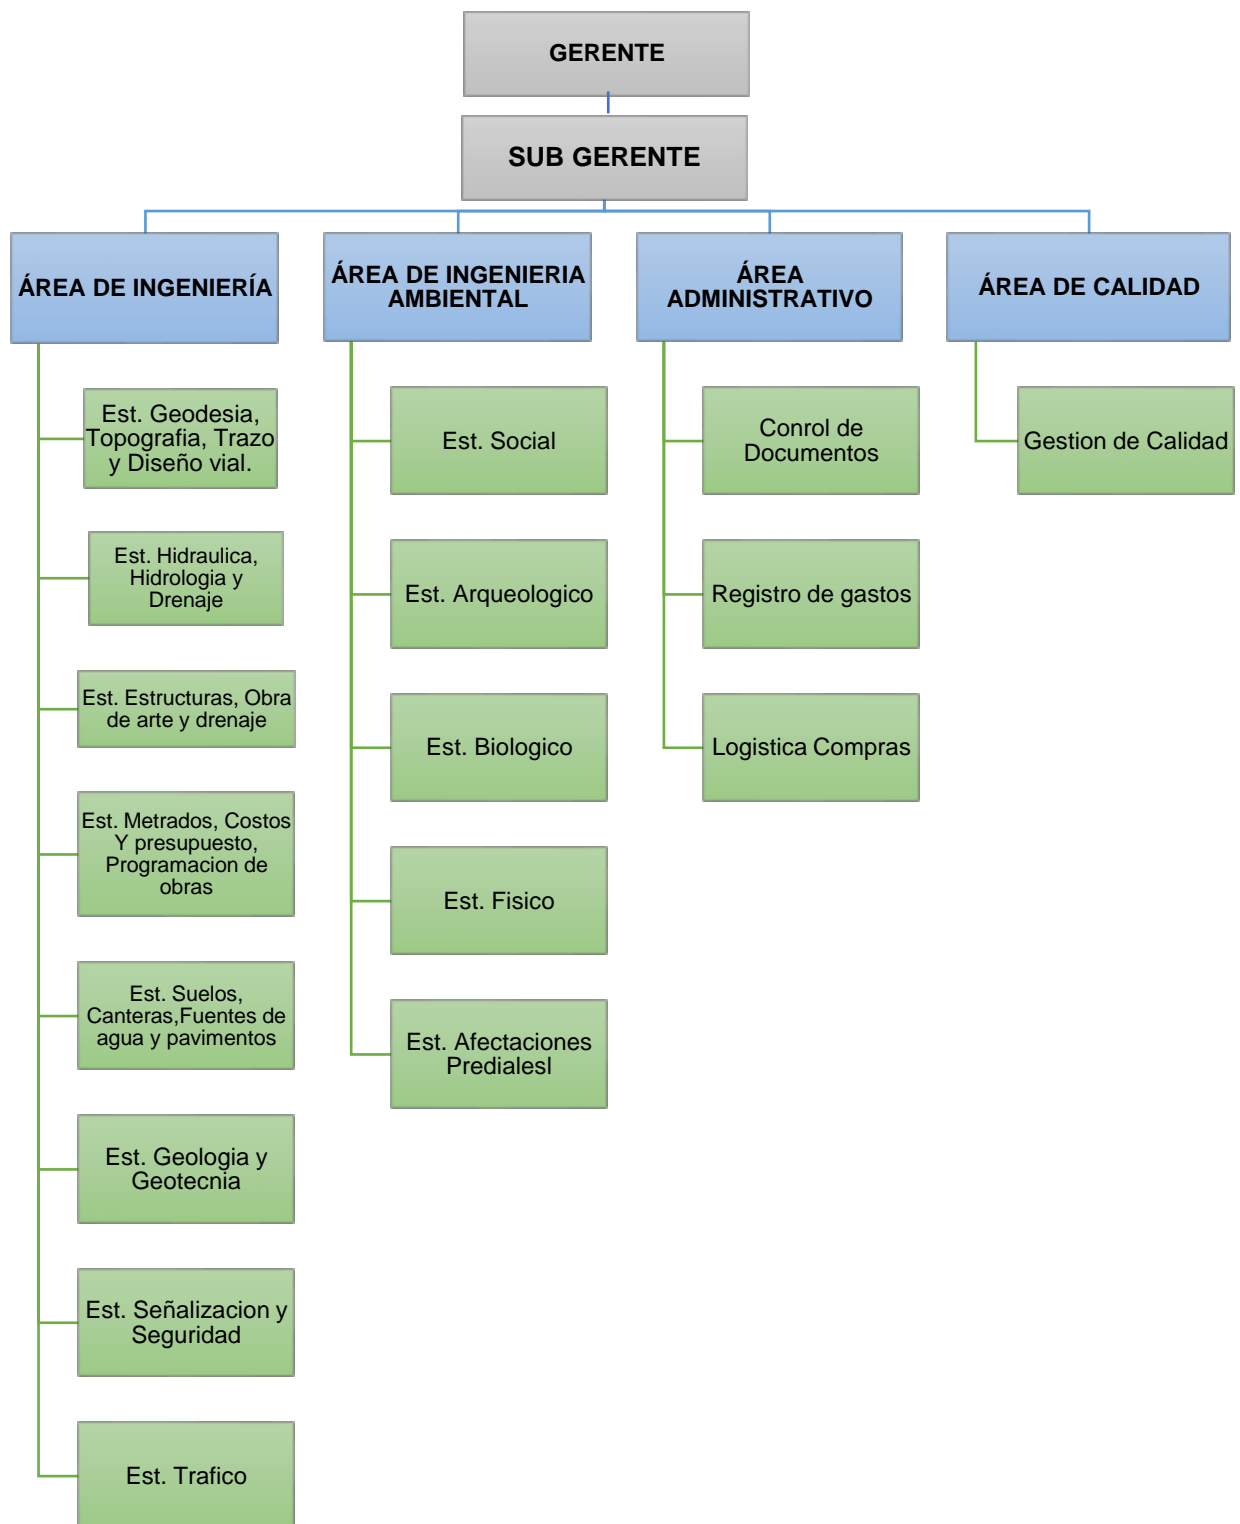 GERENTE
SUB GERENTE
ÁREA DE INGENIERÍA
ÁREA DE INGENIERIA
AMBIENTAL
ÁREA
ADMINISTRATIVO
ÁREA DE CALIDAD
Est. Geodesia,
Topografia, Trazo
y Diseño vial.
Est. Hidraulica,
Hidrologia y
Drenaje
Est. Estructuras, Obra
de arte y drenaje
Est. Metrados, Costos
Y presupuesto,
Programacion de
obras
Est. Suelos,
Canteras,Fuentes de
agua y pavimentos
Est. Geologia y
Geotecnia
Est. Señalizacion y
Seguridad
Est. Trafico
Est. Social
Est. Arqueologico
Est. Biologico
Est. Fisico
Est. Afectaciones
Predialesl
Conrol de
Documentos
Registro de gastos
Logistica Compras
Gestion de Calidad